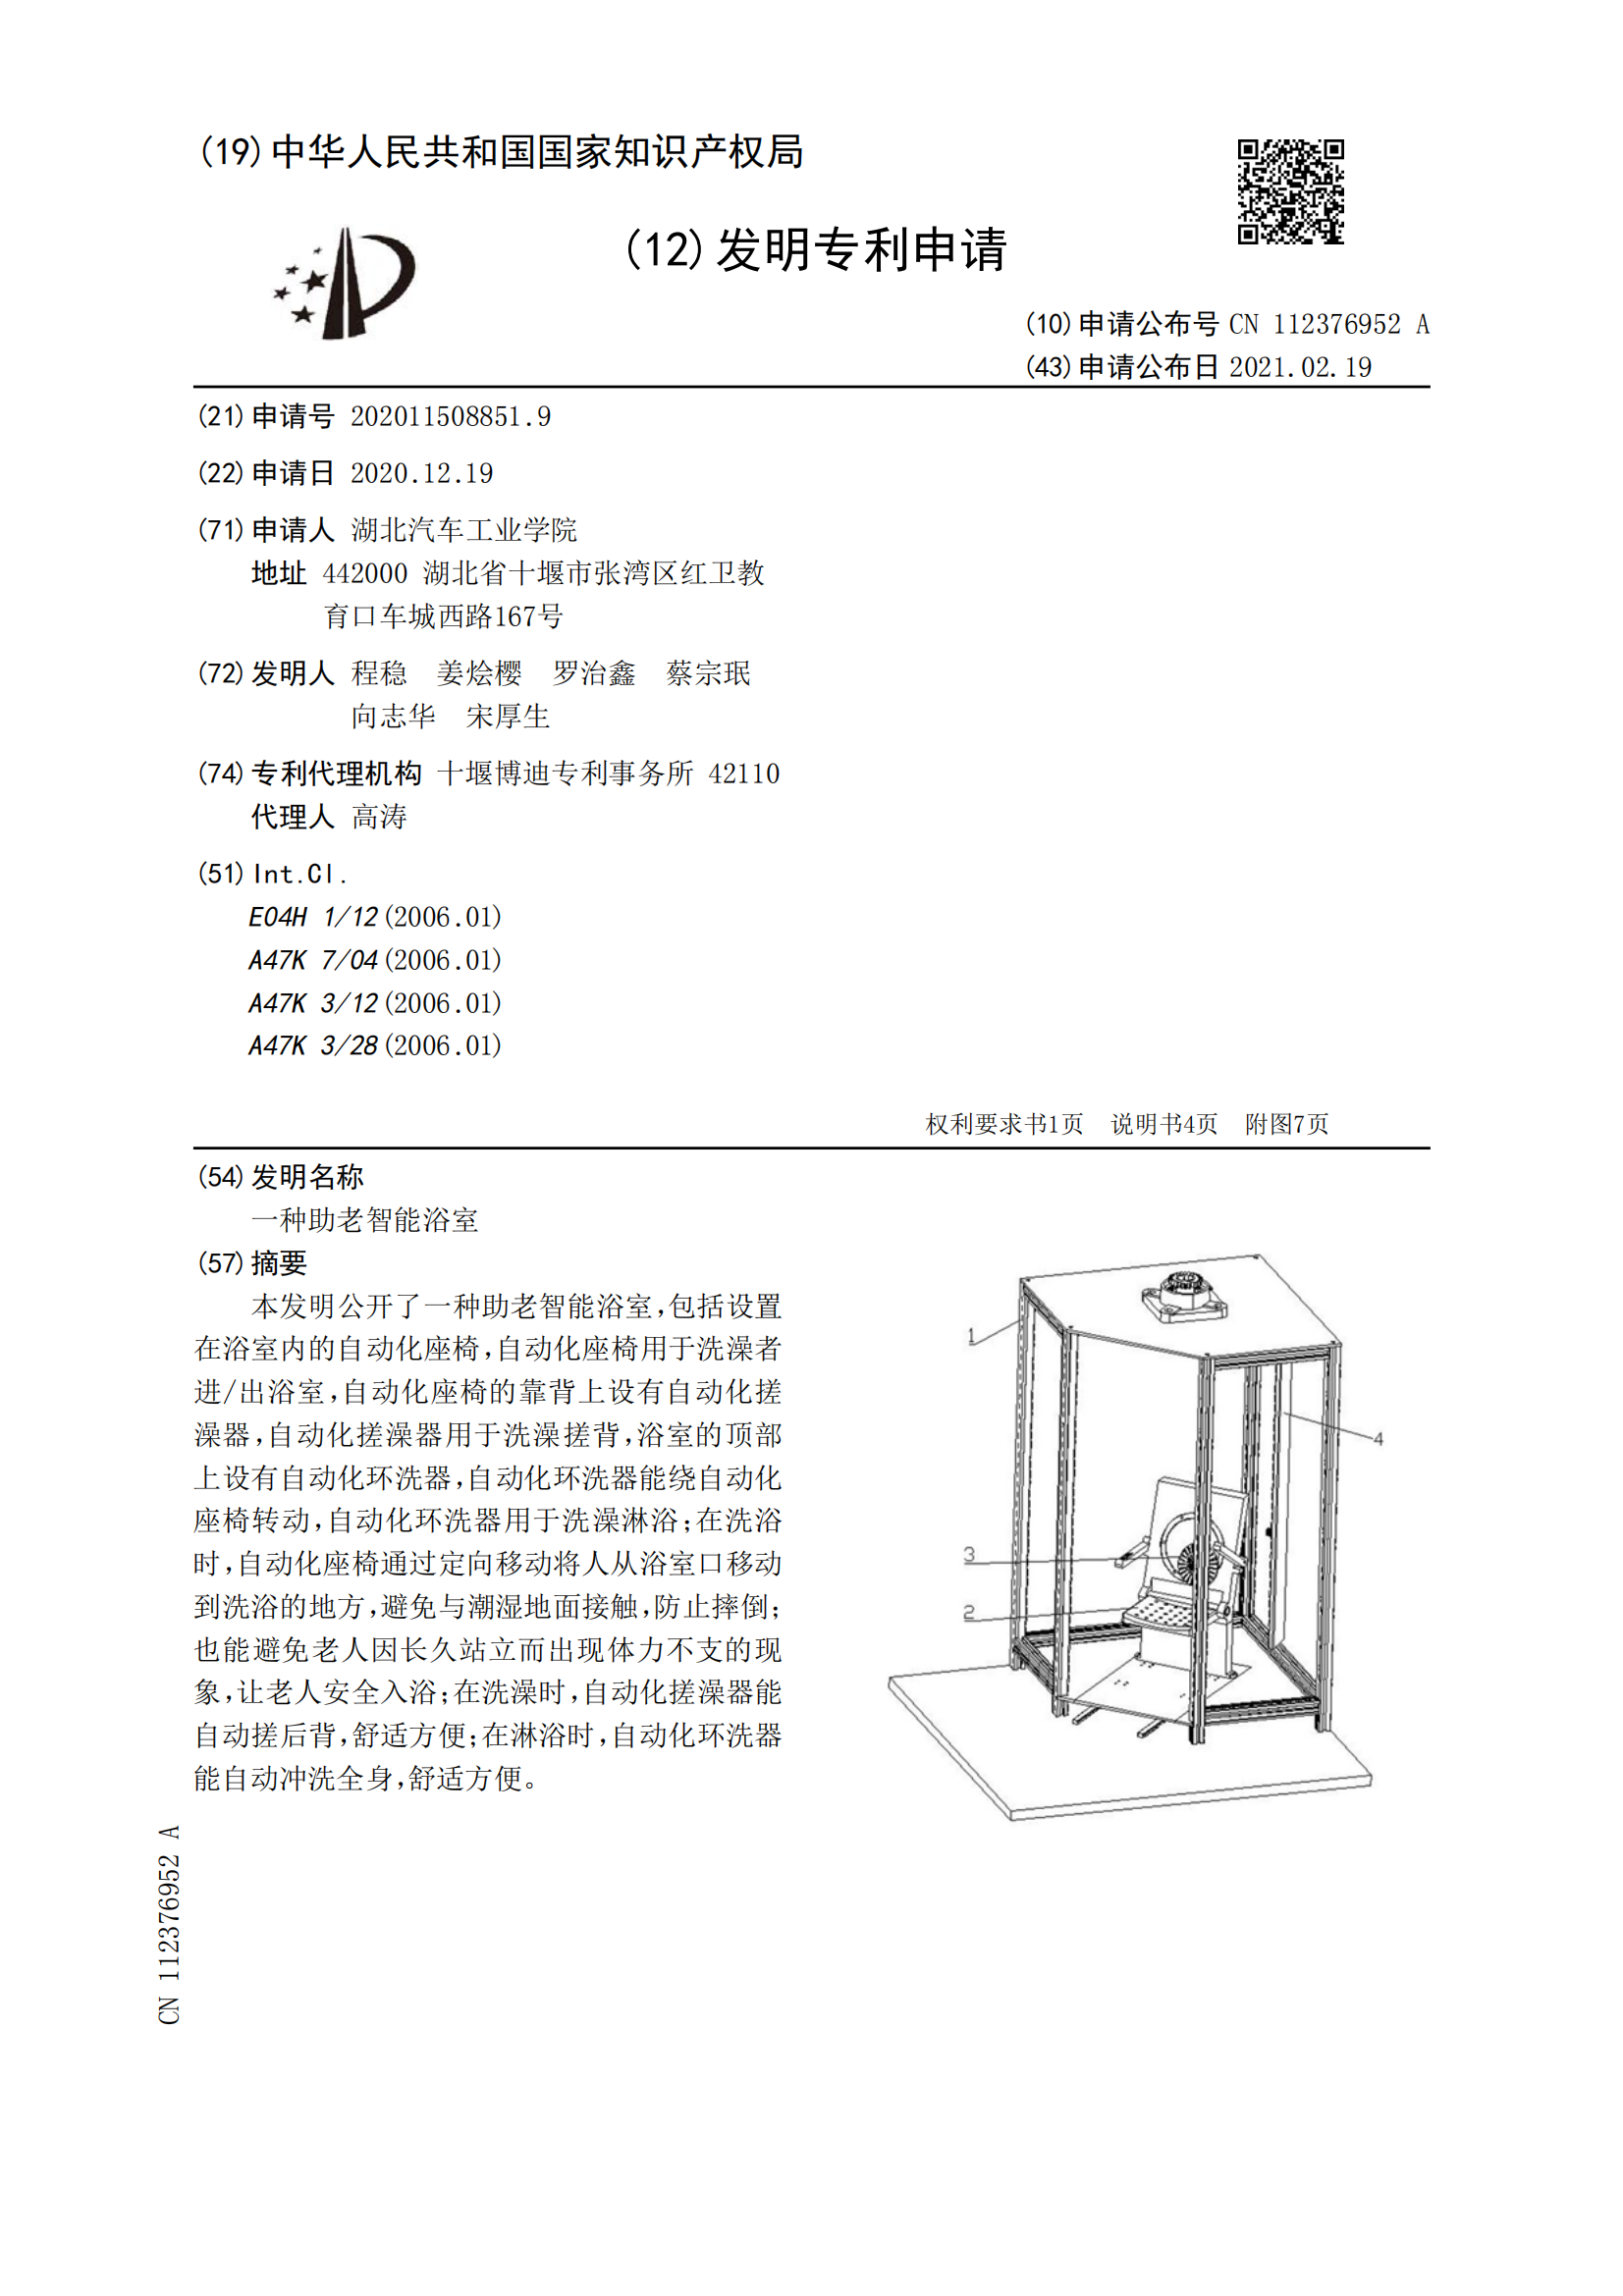 (19)中华人民共和国国家知识产权局
(12)发明专利申请
(10)申请公布号 CN 112376952 A
(43)申请公布日 2021.02.19
(21)申请号 202011508851.9
(22)申请日 2020.12.19
(71)申请人 湖北汽车工业学院
地址 442000 湖北省十堰市张湾区红卫教
育口车城西路167号
(72)发明人 程稳 姜烩樱 罗治鑫 蔡宗珉
向志华 宋厚生
(74)专利代理机构 十堰博迪专利事务所 42110
代理人 高涛
(51)Int.Cl.
E04H 1/12(2006.01)
A47K 7/04(2006.01)
A47K 3/12(2006.01)
A47K 3/28(2006.01)
权利要求书1页 说明书4页 附图7页
(54)发明名称
一种助老智能浴室
(57)摘要
本发明公开了一种助老智能浴室,包括设置
在浴室内的自动化座椅,自动化座椅用于洗澡者
进/出浴室,自动化座椅的靠背上设有自动化搓
澡器,自动化搓澡器用于洗澡搓背,浴室的顶部
上设有自动化环洗器,自动化环洗器能绕自动化
座椅转动,自动化环洗器用于洗澡淋浴;在洗浴
时,自动化座椅通过定向移动将人从浴室口移动
到洗浴的地方,避免与潮湿地面接触,防止摔倒;
也能避免老人因长久站立而出现体力不支的现
象,让老人安全入浴;在洗澡时,自动化搓澡器能
自动搓后背,舒适方便;在淋浴时,自动化环洗器
能自动冲洗全身,舒适方便。
1
4
3
2
CN 112376952 A